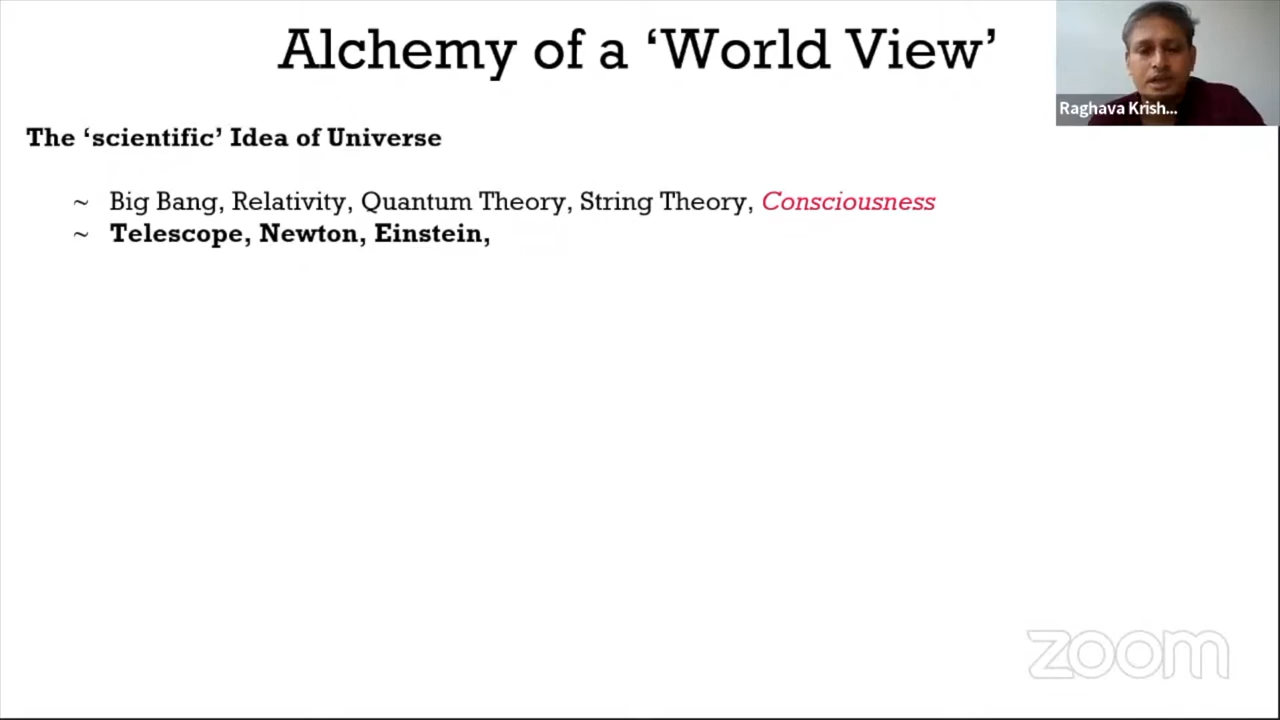 Alchemy of a ‘World View’
Raghava Krish...
The ‘scientific’ Idea of Universe
~ Big Bang, Relativity, Quantum Theory, String Theory, Consciousness
~ Telescope, Newton, Einstein,
zoom